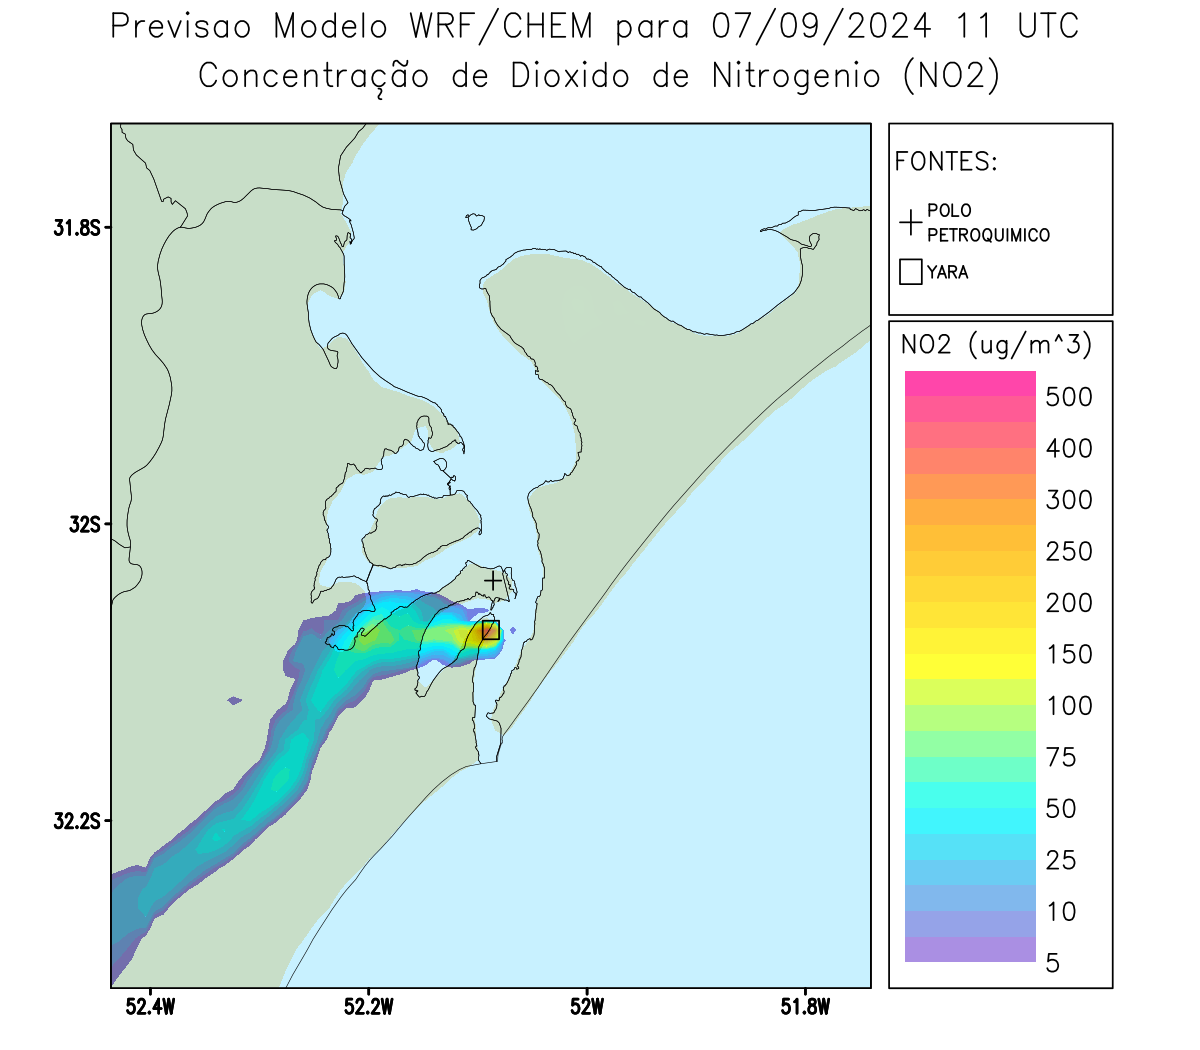 Previsao Modelo WRF/CHEM para 07/09/2024 11 UTC
Concentração de Dioxido de Nitrogenio (NO2)
FONTES:
POLO
PETROQUIMICO
YARA
NO2 (ug/m^3)
500
400
300
250
200
150
100
75
50
25
10
5
31.8S
32S
32.2S
52.4W
52.2W
52W
51.8W